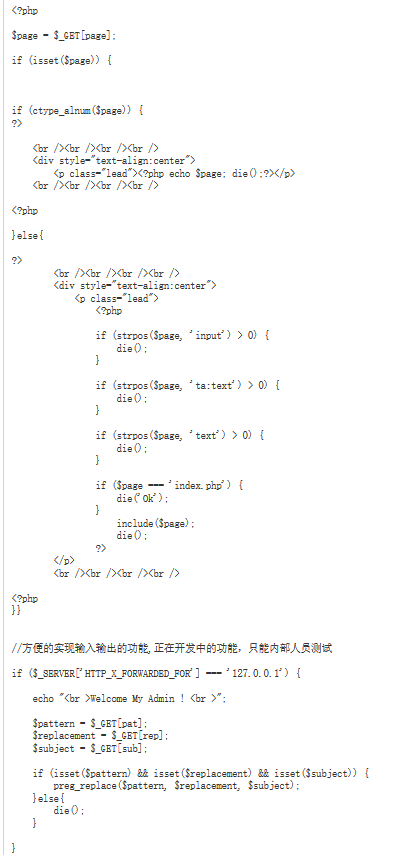 <?php
$page = $_GET[page];
if (isset($page)) {
if (ctype_alnum($page)) {
?>
<br /><br /><br /><br />
<div style="text-align:center">
<p class="lead"><?php echo $page; die();?></p>
<br /><br /><br /><br />
<?php
}else{
?>
<br /><br /><br /><br />
<div style="text-align:center">
<p class="lead">
<?php
if (strpos($page, 'input') > 0) {
die();
}
if (strpos($page, 'ta:text') > 0) {
die();
}
if (strpos($page, 'text') > 0) {
die();
}
if ($page === 'index.php') {
die('Ok');
}
include($page);
die();
?>
</p>
<br /><br /><br /><br />
<?php
}}
//方便的实现输入输出的功能,正在开发中的功能，只能内部人员测试
if ($_SERVER['HTTP_X_FORWARDED_FOR'] === '127.0.0.1') {
echo "<br >Welcome My Admin ! <br >";
$pattern = $_GET[pat];
$replacement = $_GET[rep];
$subject = $_GET[sub];
if (isset($pattern) && isset($replacement) && isset($subject)) {
preg_replace($pattern, $replacement, $subject);
}else{
die();
}
}